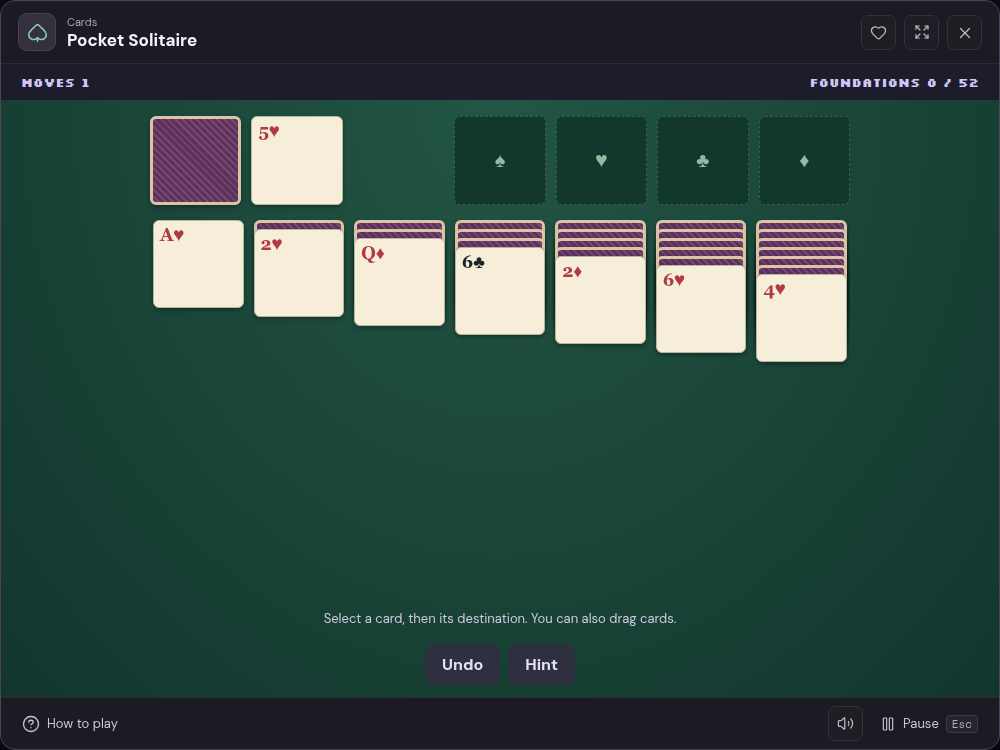 Cards
Pocket Solitaire
MOVES 1
FOUNDATIONS 0 / 52
5♥
♠ ♥ ♣ ♦
A♥
2♥
Q♦
6♣
2♦
6♥
4♥
Select a card, then its destination. You can also drag cards.
Undo
Hint
How to play
Pause
Esc